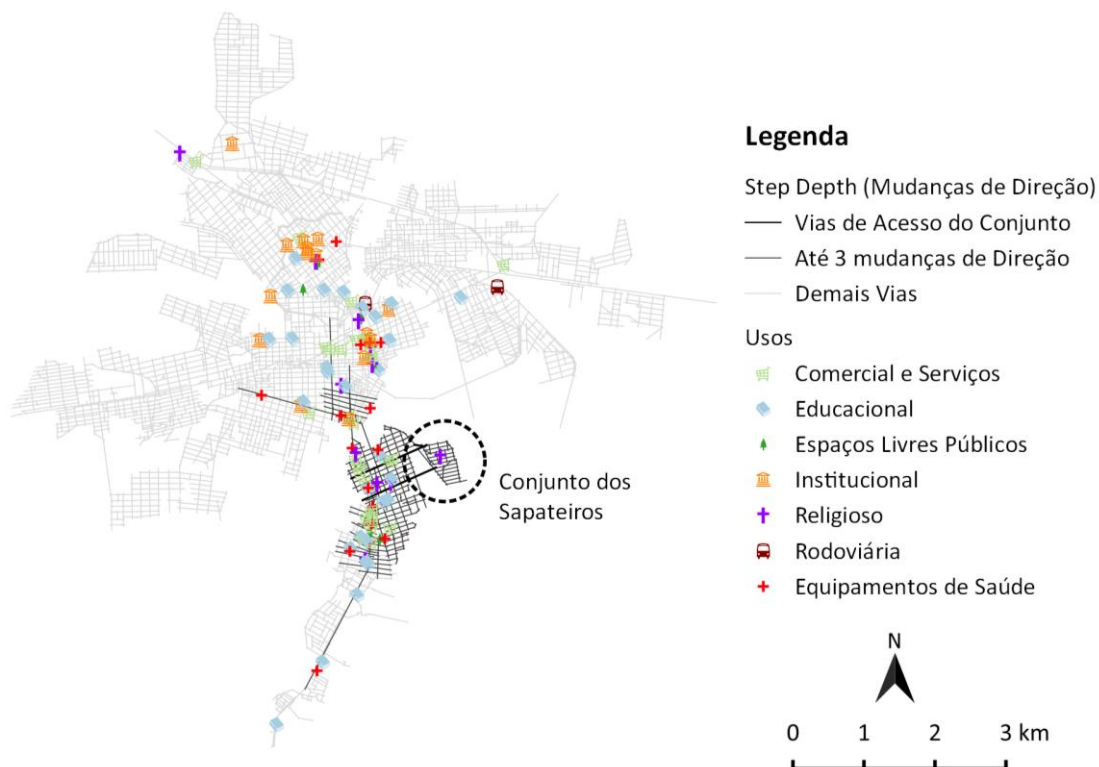 Legenda
Step Depth (Mudanças de Direção)
Vias de Acesso do Conjunto
Até 3 mudanças de Direção
Demais Vias
Usos
Comercial e Serviços
Educacional
Espaços Livres Públicos
Institucional
Religioso
Rodoviária
Equipamentos de Saúde
Conjunto dos
Sapateiros
N
0 1 2 3 km